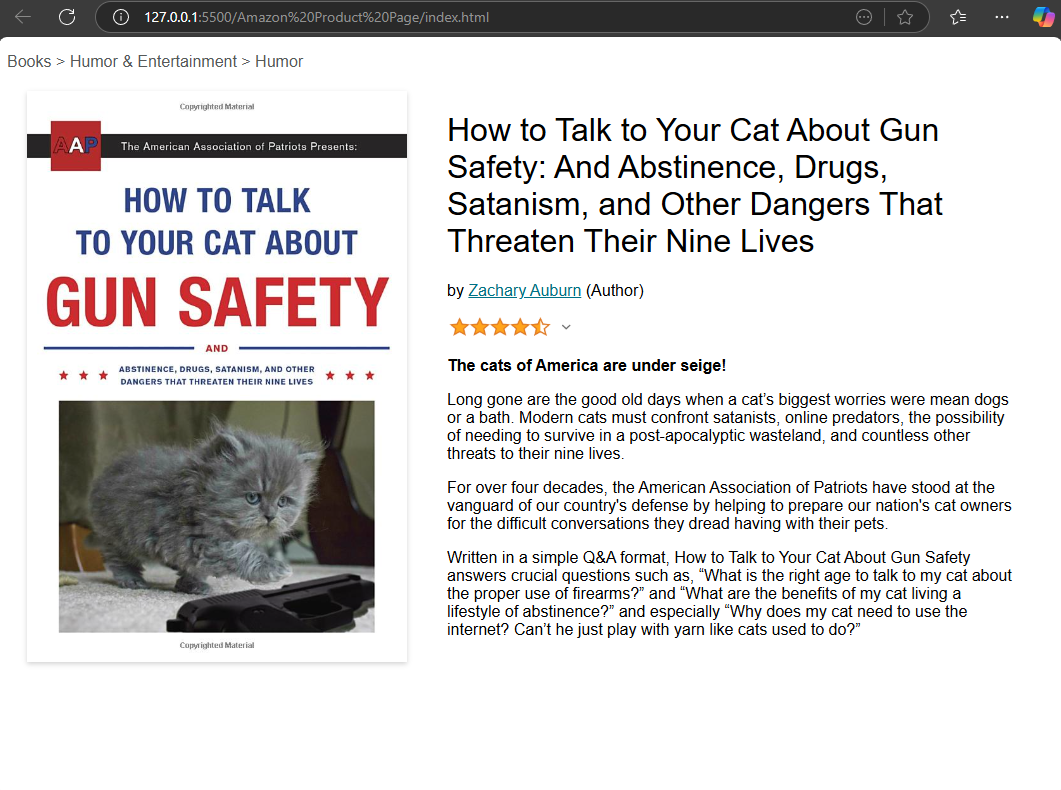 127.0.0.1:5500/Amazon%20Product%20Page/index.html
Books > Humor & Entertainment > Humor
Copyrighted Material
AAP
The American Association of Patriots Presents:
HOW TO TALK
TO YOUR CAT ABOUT
GUN SAFETY
AND
ABSTINENCE, DRUGS, SATANISM, AND OTHER
DANGERS THAT THREATEN THEIR NINE LIVES
Copyrighted Material
How to Talk to Your Cat About Gun
Safety: And Abstinence, Drugs,
Satanism, and Other Dangers That
Threaten Their Nine Lives
by Zachary Auburn (Author)
The cats of America are under seige!
Long gone are the good old days when a cat’s biggest worries were mean dogs
or a bath. Modern cats must confront satanists, online predators, the possibility
of needing to survive in a post-apocalyptic wasteland, and countless other
threats to their nine lives.
For over four decades, the American Association of Patriots have stood at the
vanguard of our country's defense by helping to prepare our nation's cat owners
for the difficult conversations they dread having with their pets.
Written in a simple Q&A format, How to Talk to Your Cat About Gun Safety
answers crucial questions such as, “What is the right age to talk to my cat about
the proper use of firearms?” and “What are the benefits of my cat living a
lifestyle of abstinence?” and especially “Why does my cat need to use the
internet? Can’t he just play with yarn like cats used to do?”